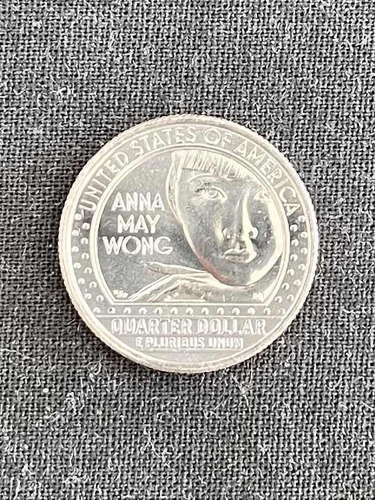 UNITED STATES OF AMERICA
ANNA
MAY
WONG
QUARTER DOLLAR
E PLURIBUS UNUM